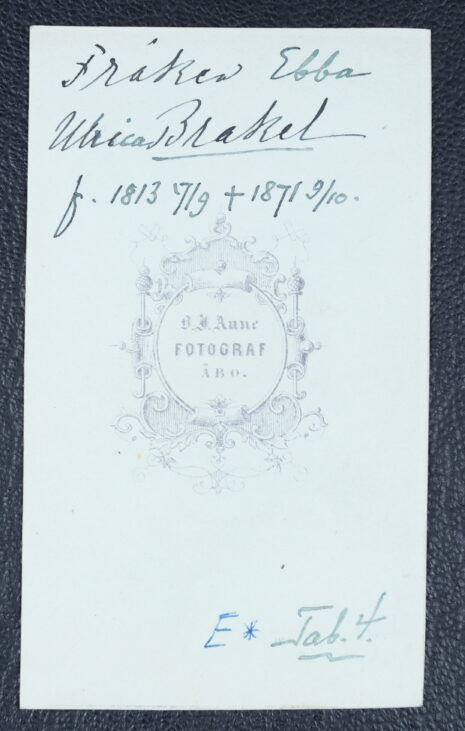 Fröken Ebba
Ulrica Brakel
f. 1813 7/9 + 1871 9/10.
FOTOGRAF
ÅBO.
E* Tab. 4.